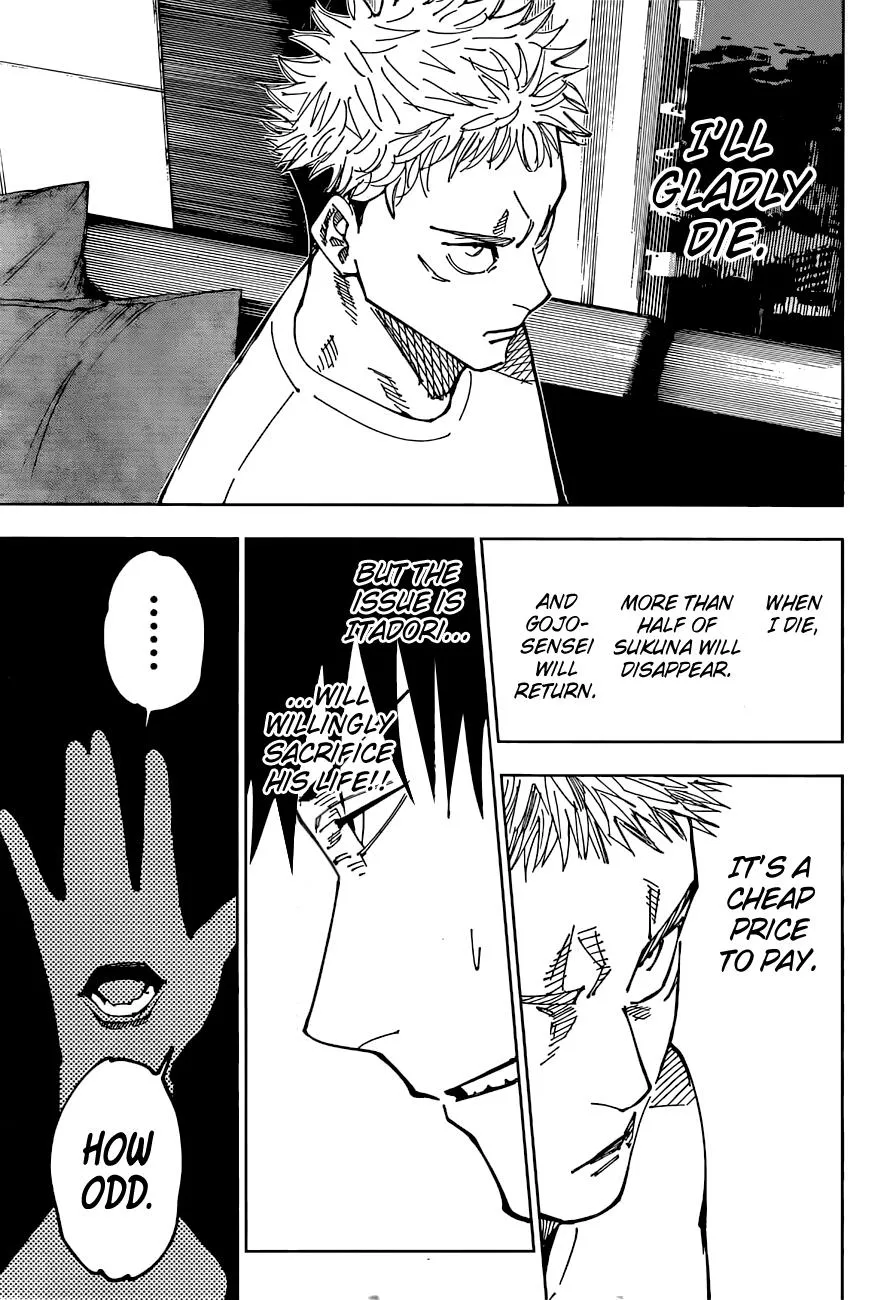 I'LL
GLADLY
DIE.
WHEN
I DIE,
MORE THAN
HALF OF
SUKUNA WILL
DISAPPEAR.
AND
GOJO-
SENSEI
WILL
RETURN.
IT'S A
CHEAP
PRICE
TO PAY.
BUT THE
ISSUE IS
ITADORI...
...WILL
WILLINGLY
SACRIFICE
HIS LIFE!!
.....
HOW
ODD.